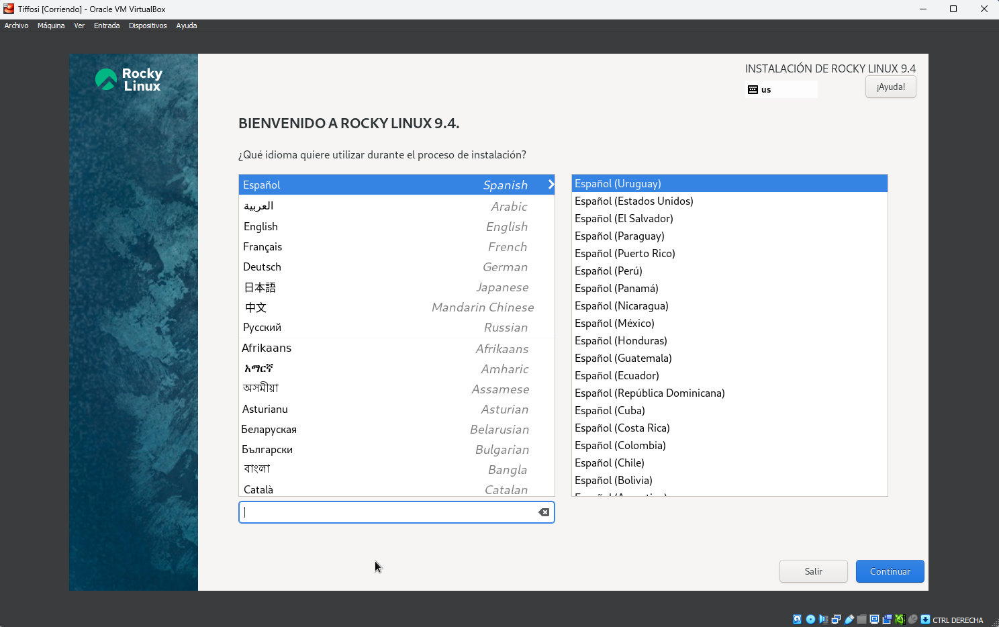 Tiffosi [Corriendo] - Oracle VM VirtualBox
Archivo Máquina Ver Entrada Dispositivos Ayuda
Rocky
Linux
INSTALACIÓN DE ROCKY LINUX 9.4
us
¡Ayuda!
BIENVENIDO A ROCKY LINUX 9.4.
¿Qué idioma quiere utilizar durante el proceso de instalación?
Español Spanish
العربية Arabic
English English
Français French
Deutsch German
日本語 Japanese
中文 Mandarin Chinese
Русский Russian
Afrikaans Afrikaans
አማርኛ Amharic
অসমীয়া Assamese
Asturianu Asturian
Беларуская Belarusian
Български Bulgarian
বাংলা Bangla
Català Catalan
Español (Uruguay)
Español (Estados Unidos)
Español (El Salvador)
Español (Paraguay)
Español (Puerto Rico)
Español (Perú)
Español (Panamá)
Español (Nicaragua)
Español (México)
Español (Honduras)
Español (Guatemala)
Español (Ecuador)
Español (República Dominicana)
Español (Cuba)
Español (Costa Rica)
Español (Colombia)
Español (Chile)
Español (Bolivia)
Salir
Continuar
CTRL DERECHA